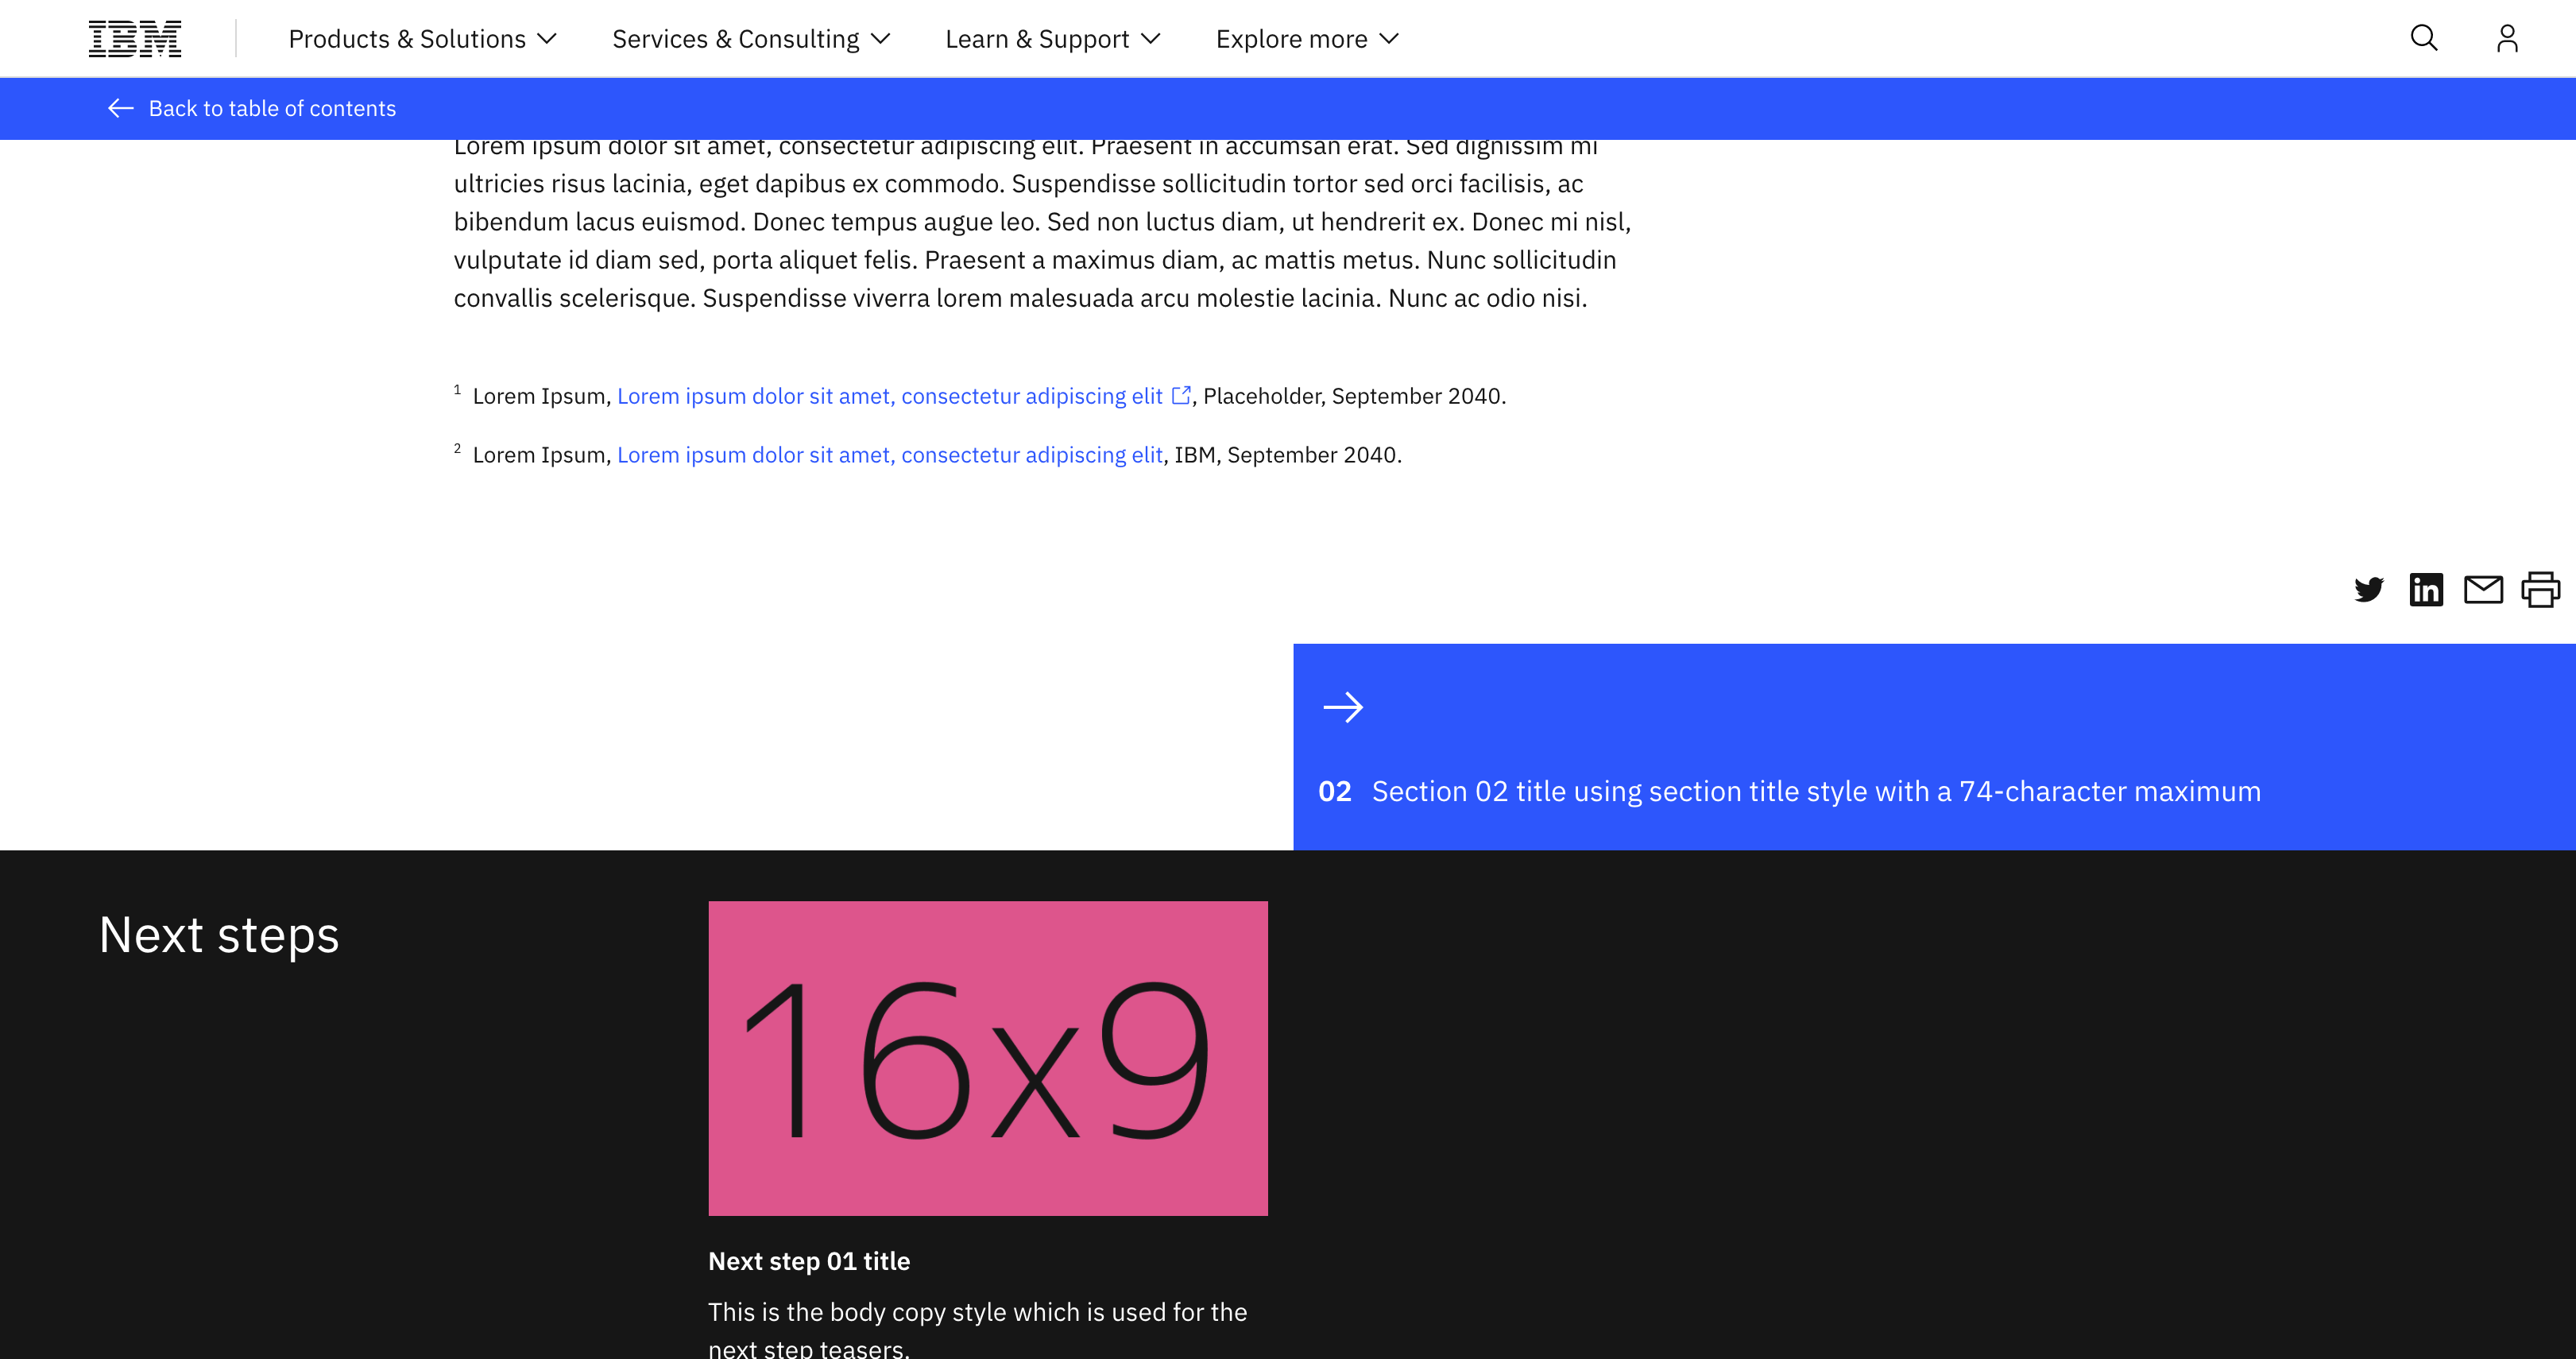 IBM
Products & Solutions
Services & Consulting
Learn & Support
Explore more
Back to table of contents
Lorem ipsum dolor sit amet, consectetur adipiscing elit. Praesent in accumsan erat. Sed dignissim mi
ultricies risus lacinia, eget dapibus ex commodo. Suspendisse sollicitudin tortor sed orci facilisis, ac
bibendum lacus euismod. Donec tempus augue leo. Sed non luctus diam, ut hendrerit ex. Donec mi nisl,
vulputate id diam sed, porta aliquet felis. Praesent a maximus diam, ac mattis metus. Nunc sollicitudin
convallis scelerisque. Suspendisse viverra lorem malesuada arcu molestie lacinia. Nunc ac odio nisi.
1 Lorem Ipsum, Lorem ipsum dolor sit amet, consectetur adipiscing elit, Placeholder, September 2040.
2 Lorem Ipsum, Lorem ipsum dolor sit amet, consectetur adipiscing elit, IBM, September 2040.
in
02 Section 02 title using section title style with a 74-character maximum
Next steps
16x9
Next step 01 title
This is the body copy style which is used for the
next step teasers.